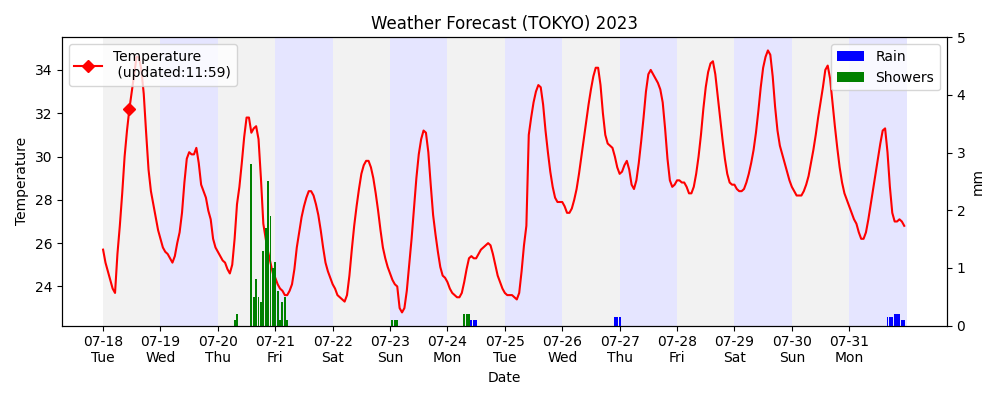 Weather Forecast (TOKYO) 2023
Temperature
(updated:11:59)
Rain
Showers
Temperature
34
32
30
28
26
24
5
4
3
2
1
0
mm
07-18 07-19 07-20 07-21 07-22 07-23 07-24 07-25 07-26 07-27 07-28 07-29 07-30 07-31
Tue Wed Thu Fri Sat Sun Mon Tue Wed Thu Fri Sat Sun Mon
Date